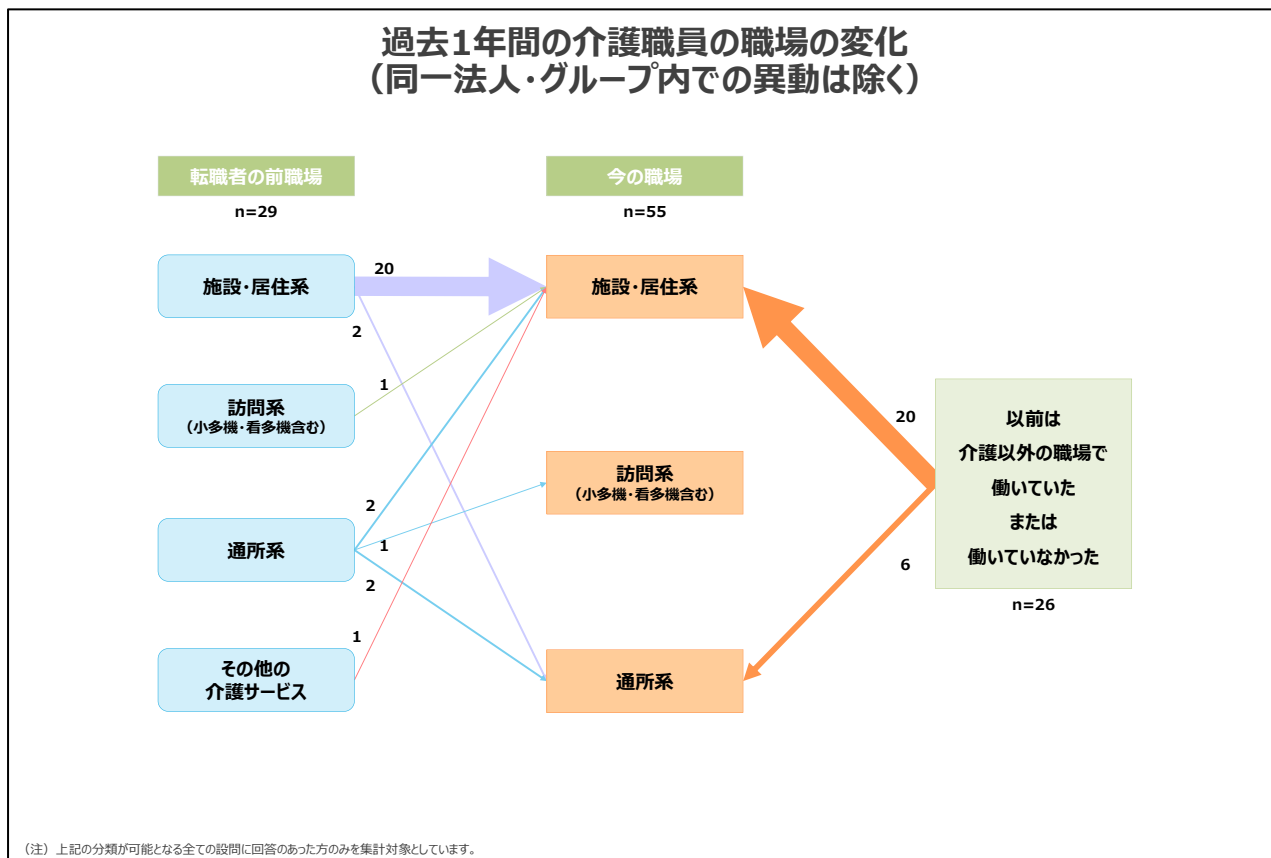 過去1年間の介護職員の職場の変化
（同一法人・グループ内での異動は除く）
転職者の前職場
今の職場
n=29
n=55
施設・居住系
20
施設・居住系
2
訪問系
（小多機・看多機含む）
1
20
以前は
介護以外の職場で
働いていた
または
働いていなかった
訪問系
（小多機・看多機含む）
通所系
2
1
2
6
n=26
その他の
介護サービス
1
通所系
（注）上記の分類が可能となる全ての設問に回答のあった方のみを集計対象としています。